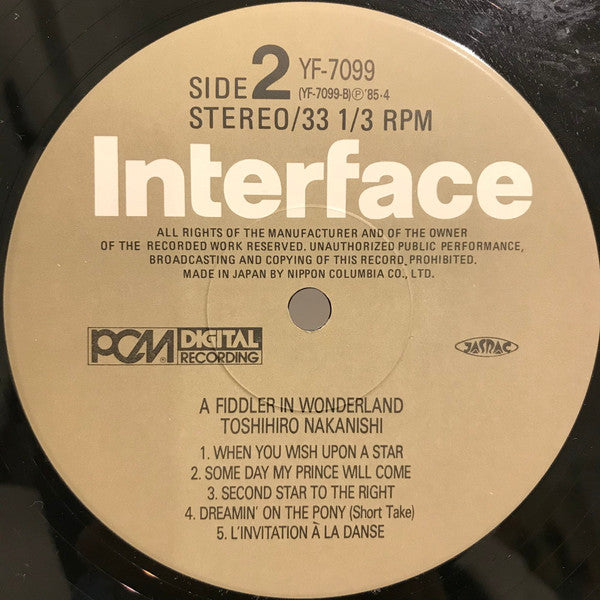 SIDE 2 YF-7099
(YF-7099-B)Ⓟ'85·4
STEREO/33 1/3 RPM
Interface
ALL RIGHTS OF THE MANUFACTURER AND OF THE OWNER
OF THE RECORDED WORK RESERVED. UNAUTHORIZED PUBLIC PERFORMANCE,
BROADCASTING AND COPYING OF THIS RECORD PROHIBITED.
MADE IN JAPAN BY NIPPON COLUMBIA CO., LTD.
PCM DIGITAL
RECORDING
JASRAC
A FIDDLER IN WONDERLAND
TOSHIHIRO NAKANISHI
1. WHEN YOU WISH UPON A STAR
2. SOME DAY MY PRINCE WILL COME
3. SECOND STAR TO THE RIGHT
4. DREAMIN' ON THE PONY (Short Take)
5. L'INVITATION À LA DANSE